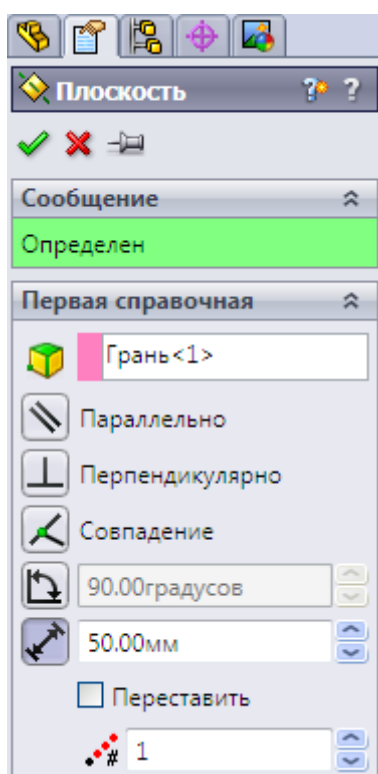 Плоскость ? ?
Сообщение
Определен
Первая справочная
Грань<1>
Параллельно
Перпендикулярно
Совпадение
90.00градусов
50.00мм
Переставить
# 1